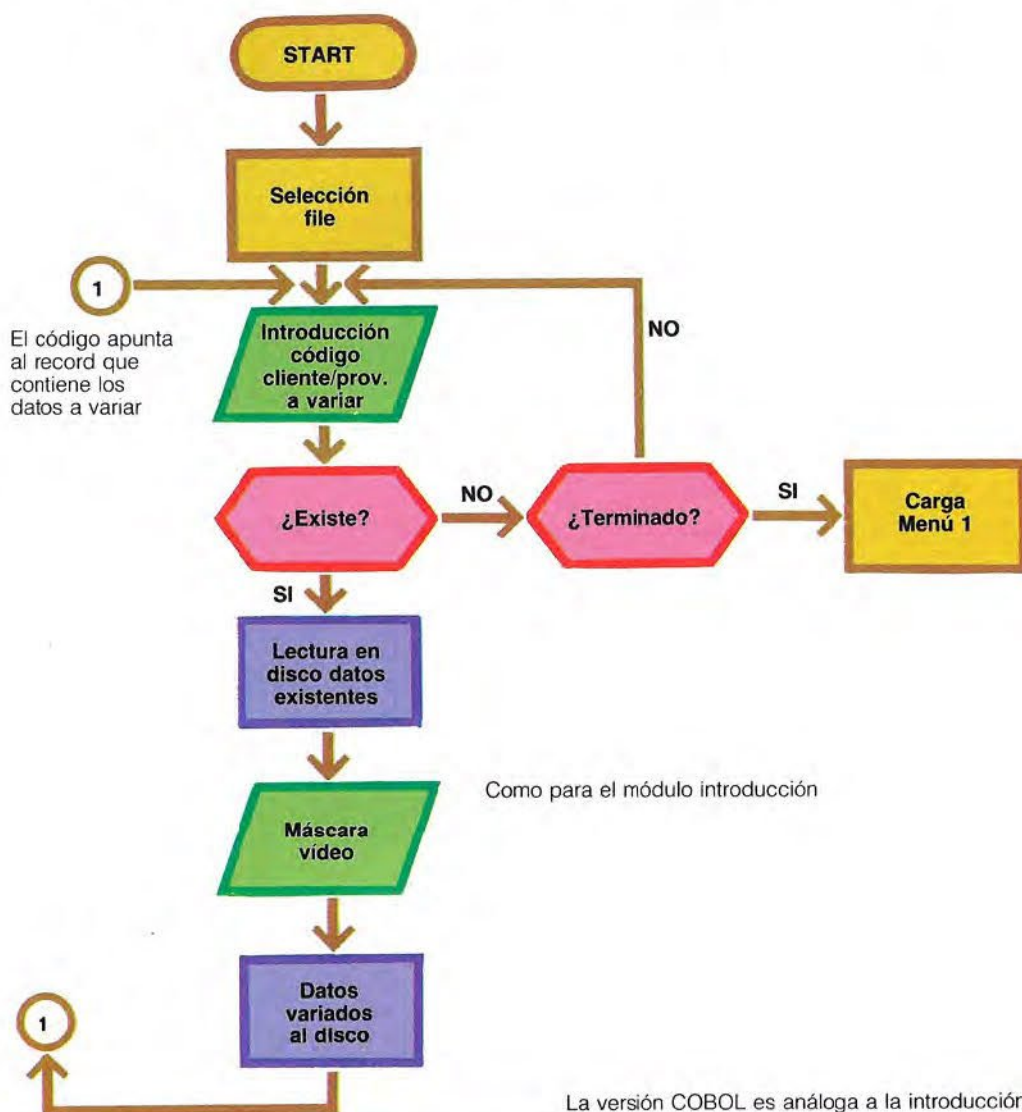 START
Selección
file
1
El código apunta
al record que
contiene los
datos a variar
Introducción
código
cliente/prov.
a variar
NO
¿Existe?
NO
¿Terminado?
SI
Carga
Menú 1
SI
Lectura en
disco datos
existentes
Como para el módulo introducción
Máscara
vídeo
Datos
variados
al disco
1
La versión COBOL es análoga a la introducción